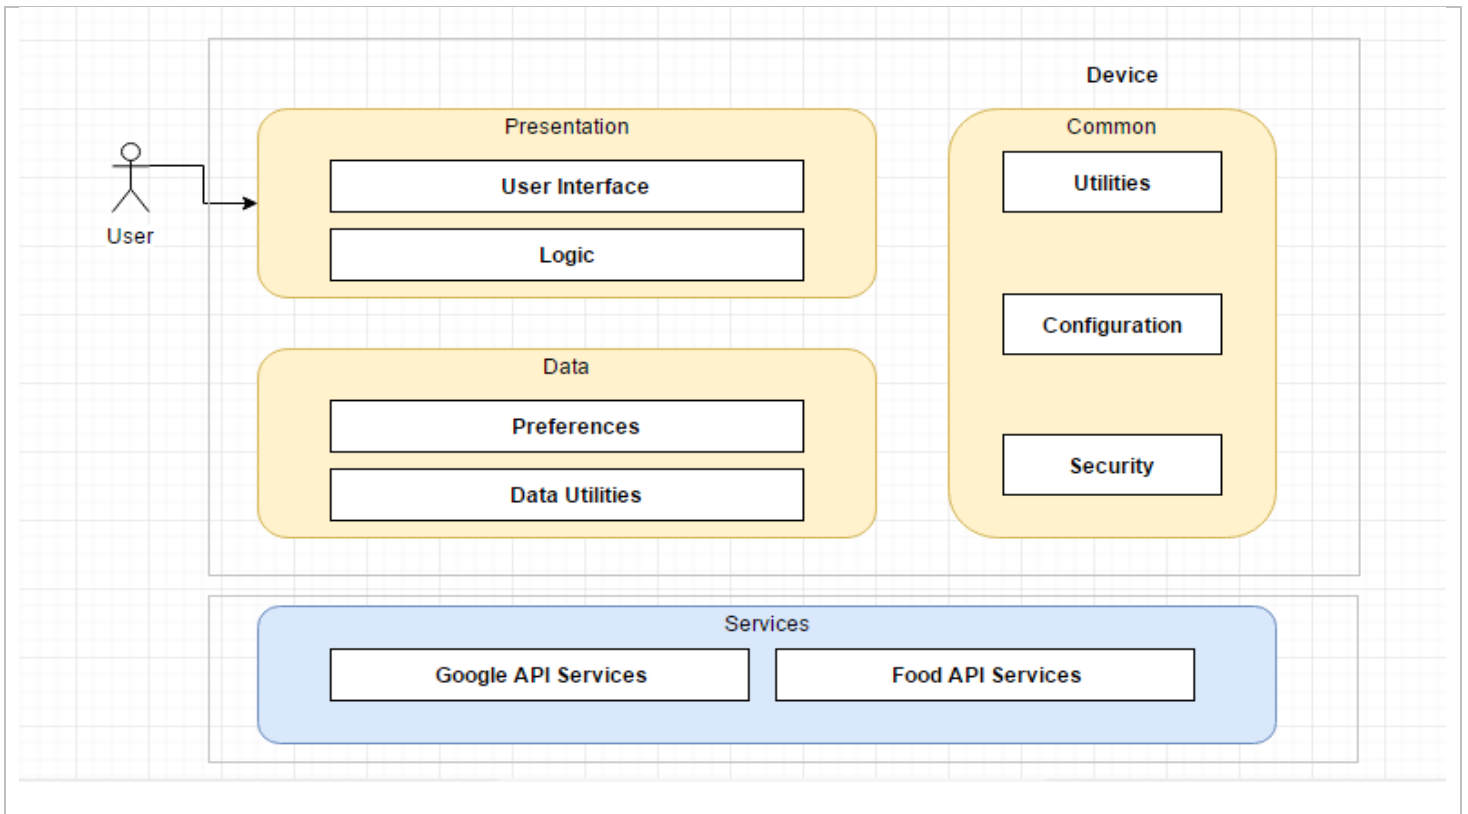 Device
Presentation
User Interface
Logic
User
Common
Utilities
Configuration
Security
Data
Preferences
Data Utilities
Services
Google API Services
Food API Services